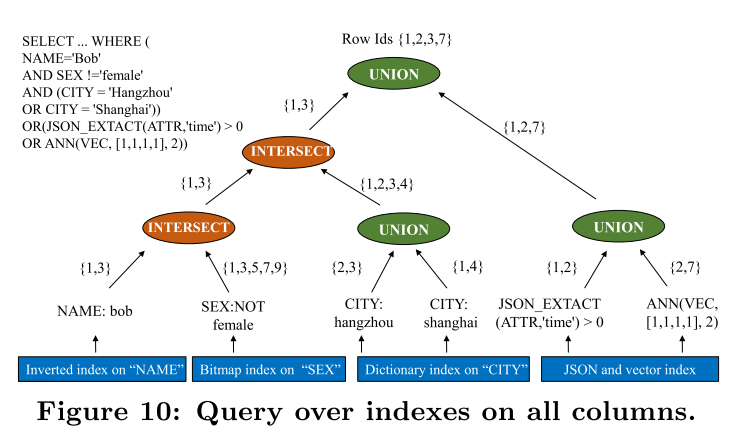 SELECT ... WHERE (
NAME='Bob'
AND SEX !='female'
AND (CITY = 'Hangzhou'
OR CITY = 'Shanghai'))
OR(JSON_EXTACT(ATTR,'time') > 0
OR ANN(VEC, [1,1,1,1], 2))
Row Ids {1,2,3,7}
UNION
{1,3}
{1,2,7}
INTERSECT
{1,3}
{1,2,3,4}
INTERSECT
UNION
UNION
{1,3}
{1,3,5,7,9}
{2,3}
{1,4}
{1,2}
{2,7}
NAME: bob
SEX:NOT
female
CITY:
hangzhou
CITY:
shanghai
JSON_EXTACT
(ATTR,'time') > 0
ANN(VEC,
[1,1,1,1], 2)
Inverted index on “NAME”
Bitmap index on “SEX”
Dictionary index on “CITY”
JSON and vector index
Figure 10: Query over indexes on all columns.